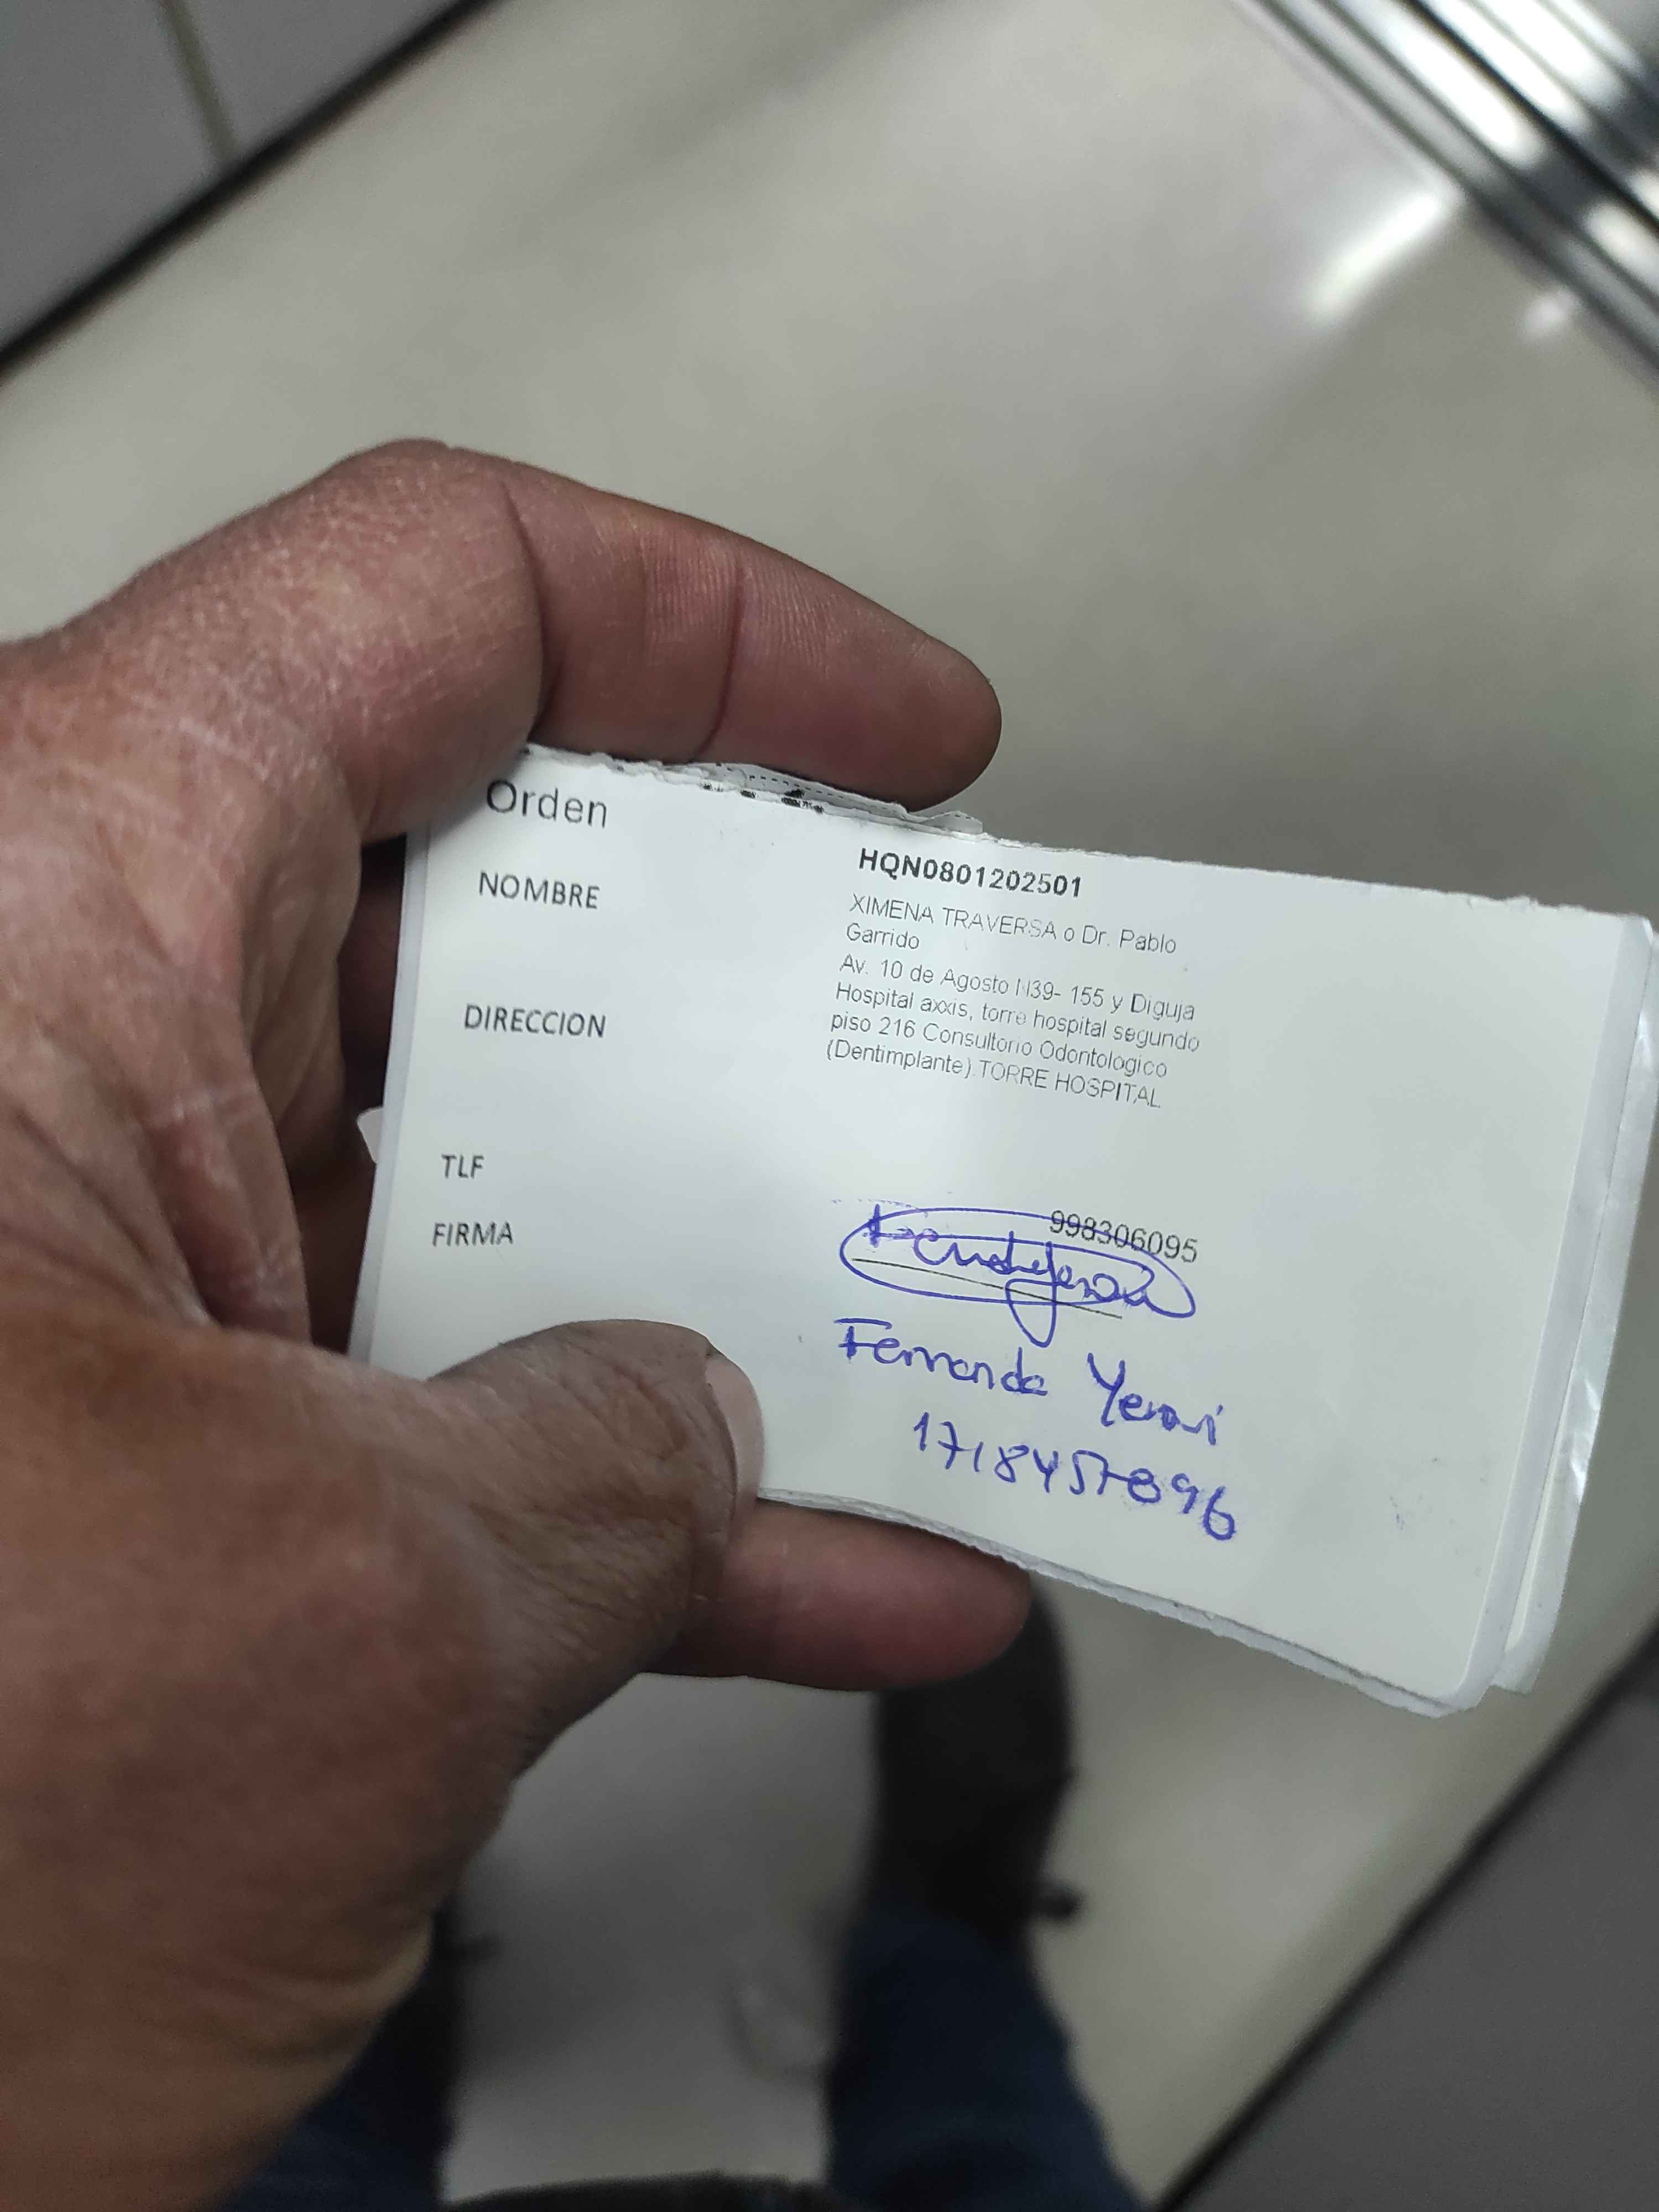 Orden HQN0801202501
NOMBRE XIMENA TRAVERSA o Dr. Pablo
Garrido
DIRECCION Av. 10 de Agosto N39- 155 y Diguja
Hospital axxis, torre hospital segundo
piso 216 Consultorio Odontologico
(Dentimplante) TORRE HOSPITAL
TLF 998306095
FIRMA
Fernanda Yerovi
1718457896